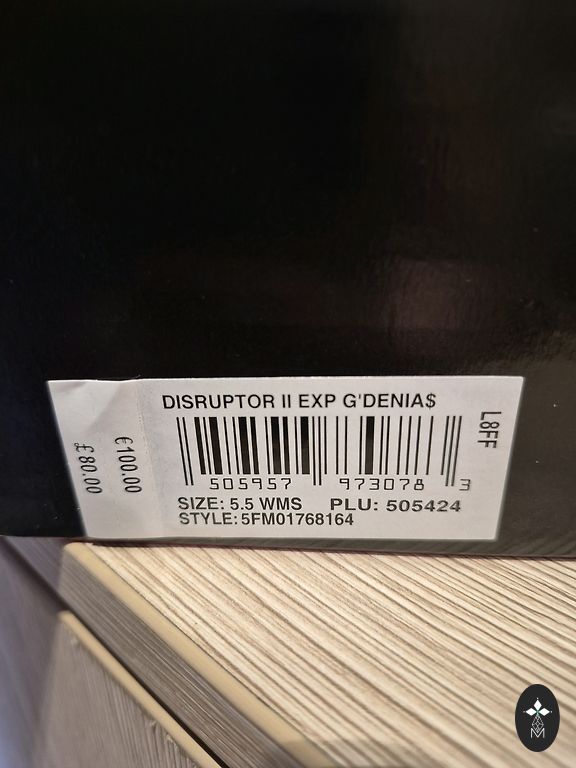 DISRUPTOR II EXP G'DENIA$
505957 973078 3
SIZE: 5.5 WMS PLU: 505424
STYLE: 5FM01768164
L8FF
€100.00
£80.00
M